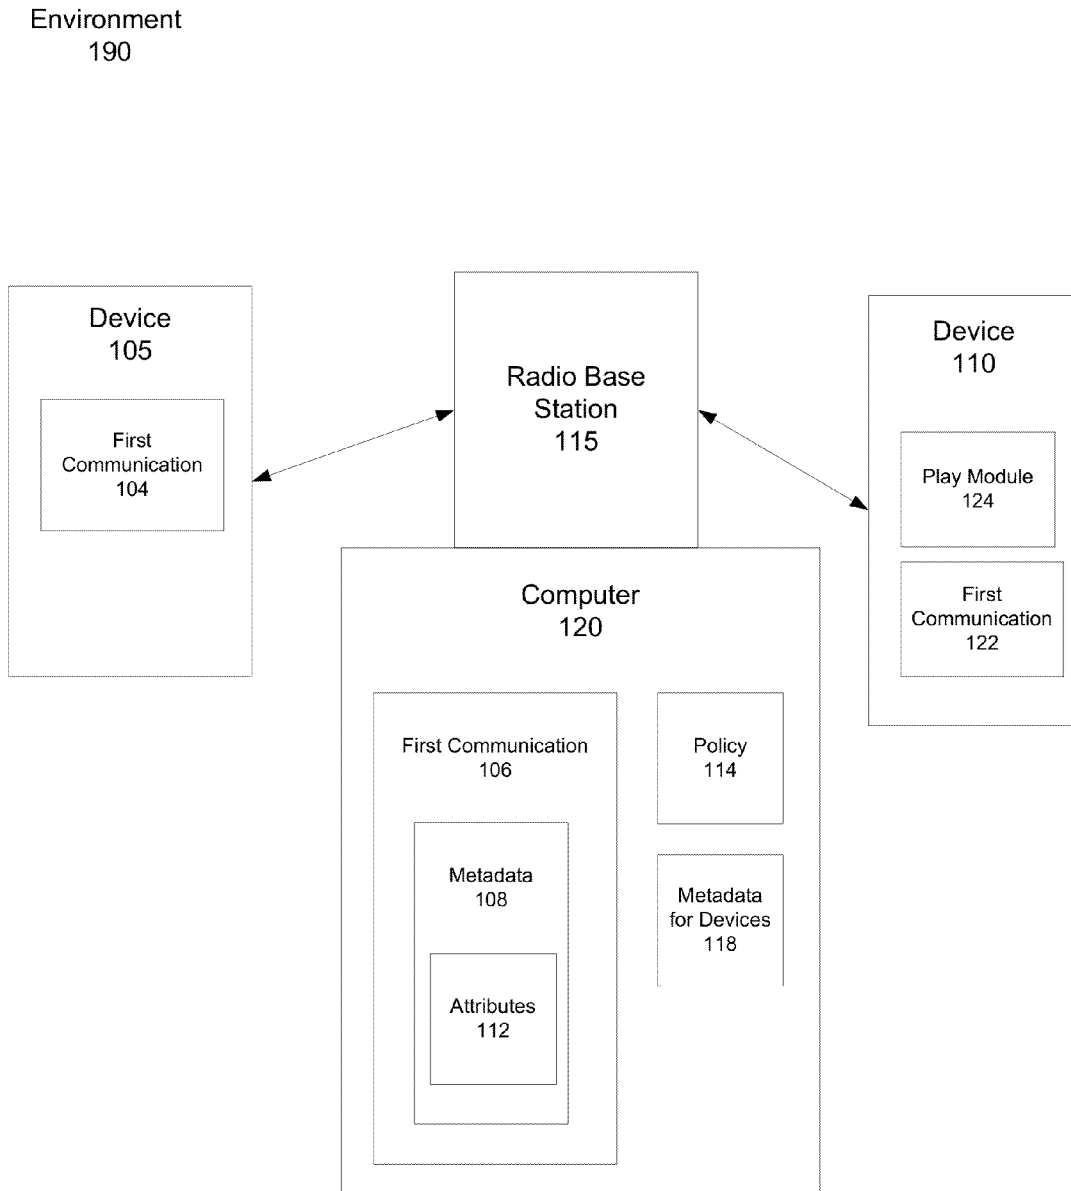 Environment
190
Device
105
First
Communication
104
Radio Base
Station
115
Device
110
Play Module
124
First
Communication
122
Computer
120
First Communication
106
Metadata
108
Attributes
112
Policy
114
Metadata
for Devices
118